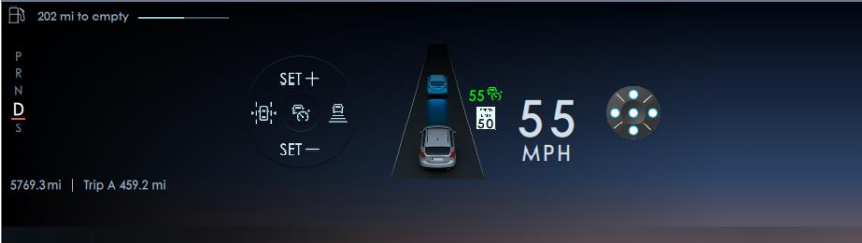 202 mi to empty
P
R
N
D
S
SET +
SET —
55
50
55
MPH
5769.3 mi | Trip A 459.2 mi